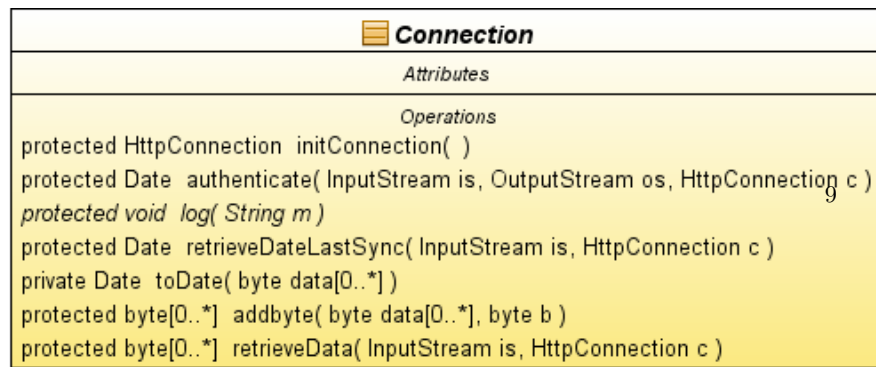 Connection
Attributes
Operations
protected HttpConnection initConnection( )
protected Date authenticate( InputStream is, OutputStream os, HttpConnection c )
9
protected void log( String m )
protected Date retrieveDateLastSync( InputStream is, HttpConnection c )
private Date toDate( byte data[0..*] )
protected byte[0..*] addbyte( byte data[0..*], byte b )
protected byte[0..*] retrieveData( InputStream is, HttpConnection c )